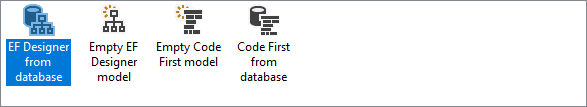 EF Designer
from
database
Empty EF
Designer
model
Empty Code
First model
Code First
from
database